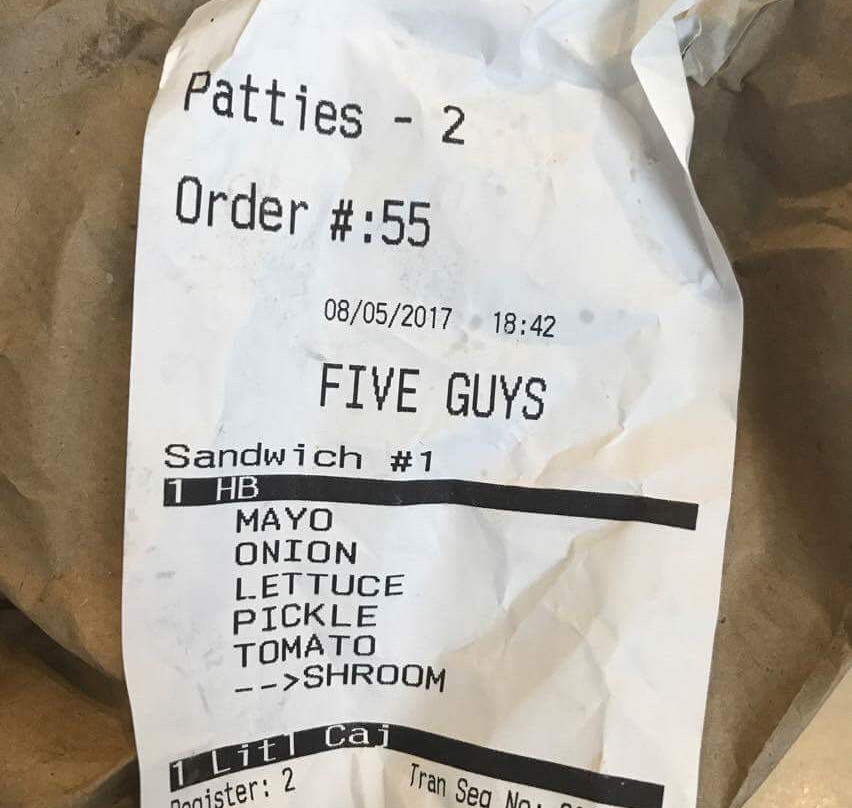 Patties - 2
Order #:55
08/05/2017 18:42
FIVE GUYS
Sandwich #1
1 HB
MAYO
ONION
LETTUCE
PICKLE
TOMATO
-->SHROOM
1 Litl Caj
Register: 2 Tran Seq No: